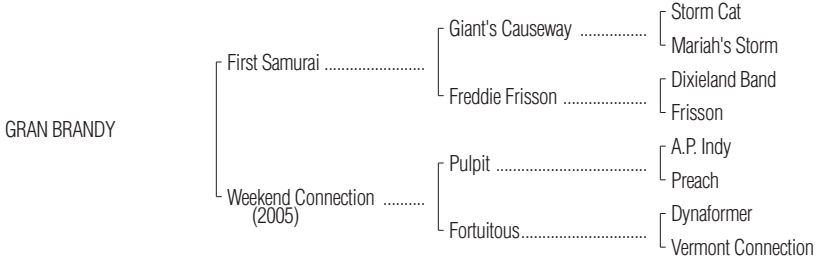 GRAN BRANDY
First Samurai ........................
Weekend Connection ..........
(2005)
Giant's Causeway ................
Freddie Frisson ....................
Pulpit ....................................
Fortuitous..............................
Storm Cat
Mariah's Storm
Dixieland Band
Frisson
A.P. Indy
Preach
Dynaformer
Vermont Connection